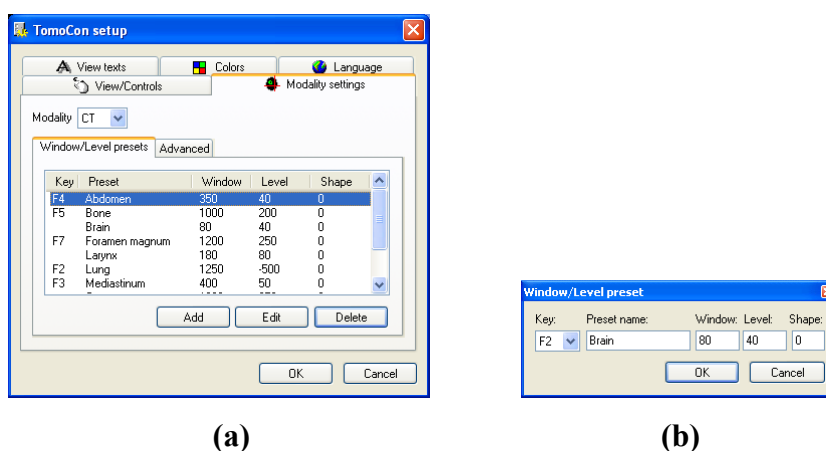 TomoCon setup
View texts Colors Language
View/Controls Modality settings
Modality CT
Window/Level presets Advanced
Key Preset Window Level Shape
F4 Abdomen 350 40 0
F5 Bone 1000 200 0
Brain 80 40 0
F7 Foramen magnum 1200 250 0
Larynx 180 80 0
F2 Lung 1250 -500 0
F3 Mediastinum 400 50 0
Add Edit Delete
OK Cancel
(a)
Window/Level preset
Key: Preset name: Window: Level: Shape:
F2 Brain 80 40 0
OK Cancel
(b)